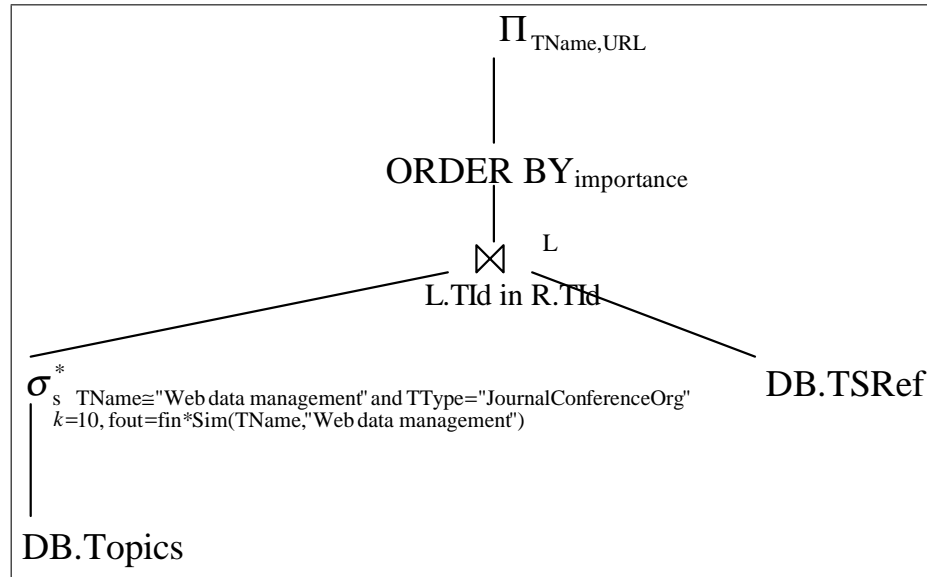 Π TName,URL
ORDER BY importance
⋈ L
L.TId in R.TId
σ * s TName≅"Web data management" and TType="JournalConferenceOrg"
k=10, fout=fin*Sim(TName,"Web data management")
DB.TSRef
DB.Topics